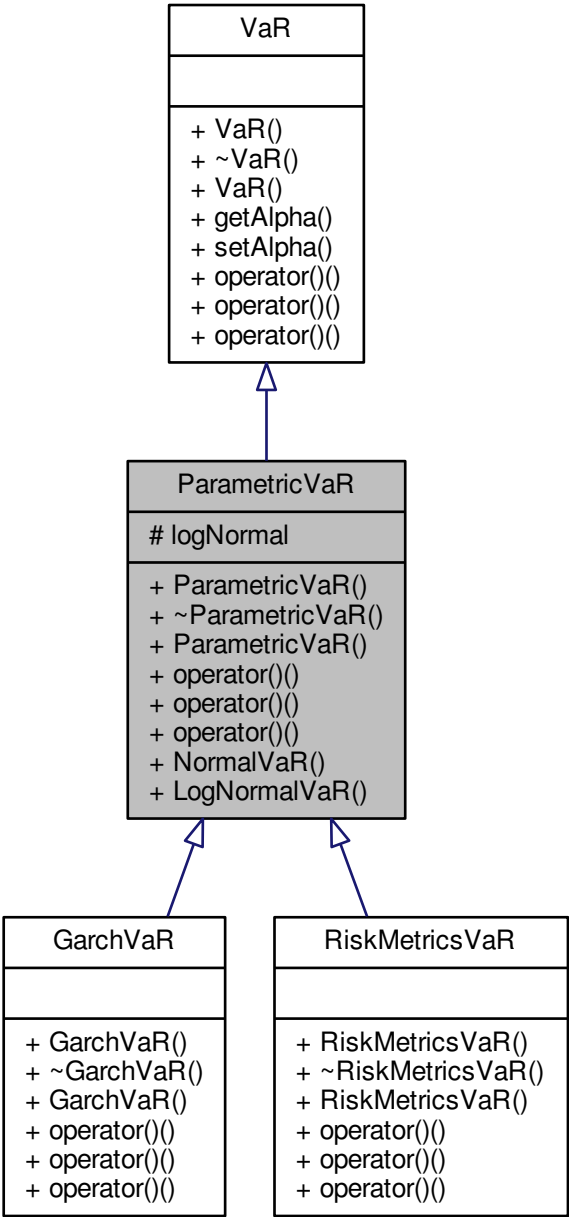 VaR
+ VaR()
+ ~VaR()
+ VaR()
+ getAlpha()
+ setAlpha()
+ operator()()
+ operator()()
+ operator()()
ParametricVaR
# logNormal
+ ParametricVaR()
+ ~ParametricVaR()
+ ParametricVaR()
+ operator()()
+ operator()()
+ operator()()
+ NormalVaR()
+ LogNormalVaR()
GarchVaR
+ GarchVaR()
+ ~GarchVaR()
+ GarchVaR()
+ operator()()
+ operator()()
+ operator()()
RiskMetricsVaR
+ RiskMetricsVaR()
+ ~RiskMetricsVaR()
+ RiskMetricsVaR()
+ operator()()
+ operator()()
+ operator()()